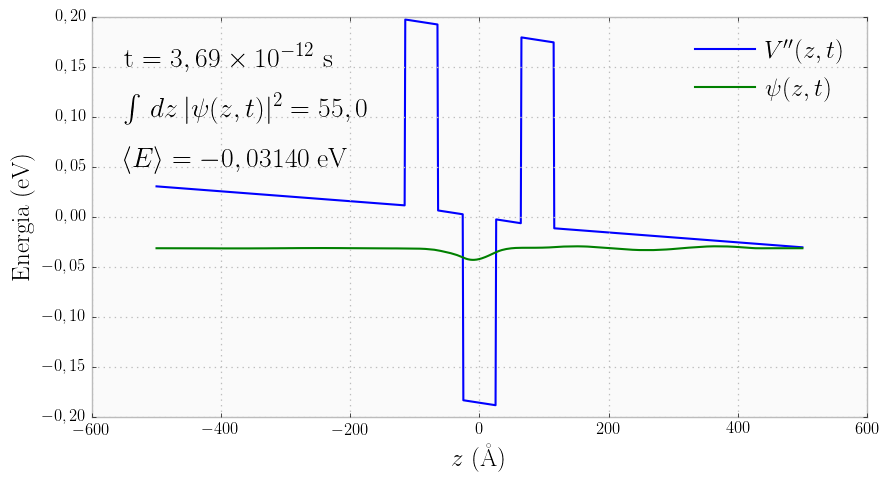 0,20
0,15
0,10
0,05
0,00
−0,05
−0,10
−0,15
−0,20
Energia (eV)
t = 3,69 × 10⁻¹² s
∫ dz |ψ(z, t)|² = 55,0
⟨E⟩ = −0,03140 eV
V′′(z, t)
ψ(z, t)
−600 −400 −200 0 200 400 600
z (Å)